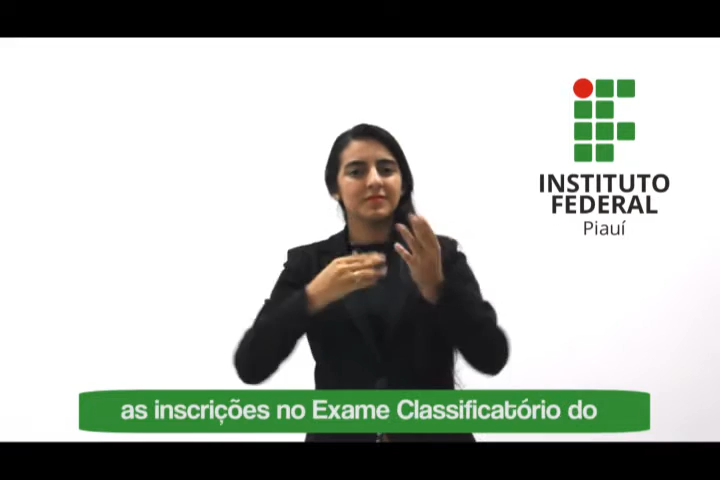 INSTITUTO
FEDERAL
Piauí
as inscrições no Exame Classificatório do